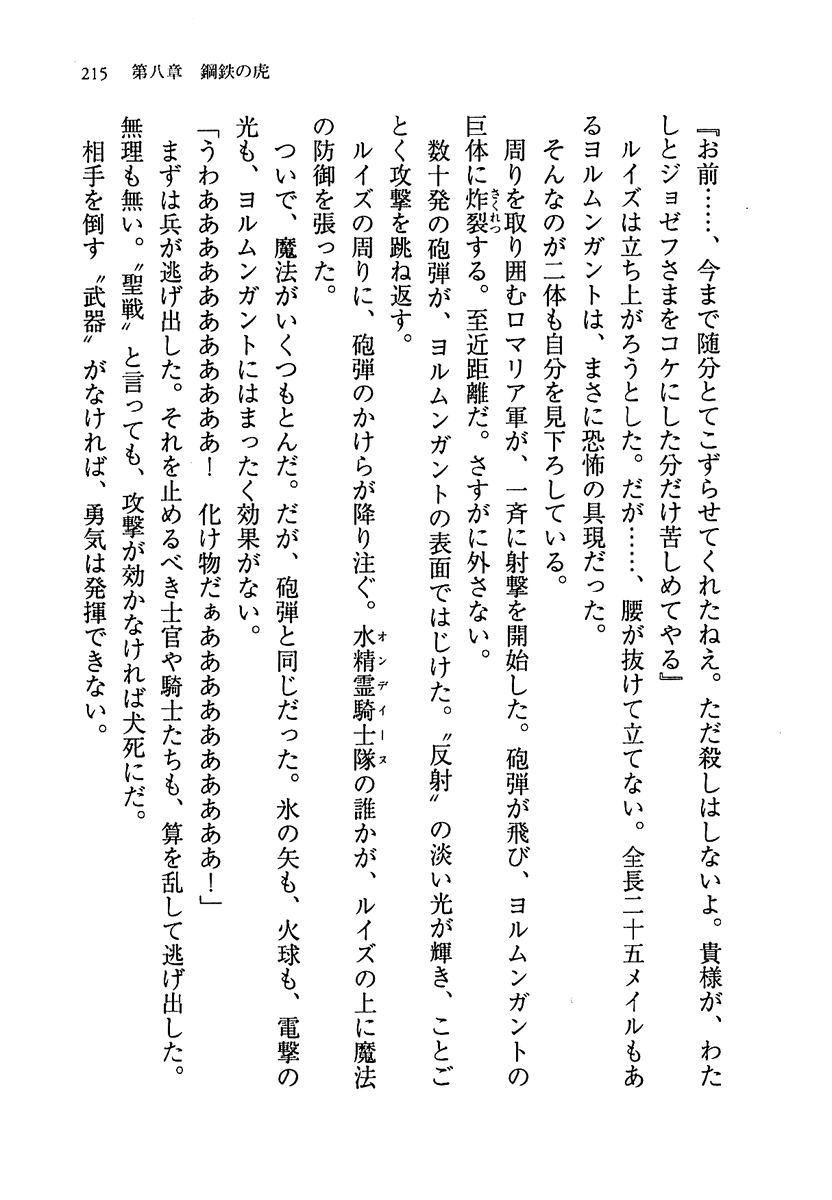 215　第八章　鋼鉄の虎
『お前……、今まで随分とてこずらせてくれたねえ。ただ殺しはしないよ。貴様が、わた
しとジョゼフさまをコケにした分だけ苦しめてやる』
　ルイズは立ち上がろうとした。だが……、腰が抜けて立てない。全長二十五メイルもあ
るヨルムンガントは、まさに恐怖の具現だった。
　そんなのが二体も自分を見下ろしている。
　周りを取り囲むロマリア軍が、一斉に射撃を開始した。砲弾が飛び、ヨルムンガントの
巨体に炸裂さくれつする。至近距離だ。さすがに外さない。
　数十発の砲弾が、ヨルムンガントの表面ではじけた。〝反射〟の淡い光が輝き、ことご
とく攻撃を跳ね返す。
　ルイズの周りに、砲弾のかけらが降り注ぐ。水精霊騎士隊オンディーヌの誰かが、ルイズの上に魔法
の防御を張った。
　ついで、魔法がいくつもとんだ。だが、砲弾と同じだった。氷の矢も、火球も、電撃の
光も、ヨルムンガントにはまったく効果がない。
「うわあああああああああああ！　化け物だぁあああああああああ！」
　まずは兵が逃げ出した。それを止めるべき士官や騎士たちも、算を乱して逃げ出した。
無理も無い。〝聖戦〟と言っても、攻撃が効かなければ犬死にだ。
　相手を倒す〝武器〟がなければ、勇気は発揮できない。